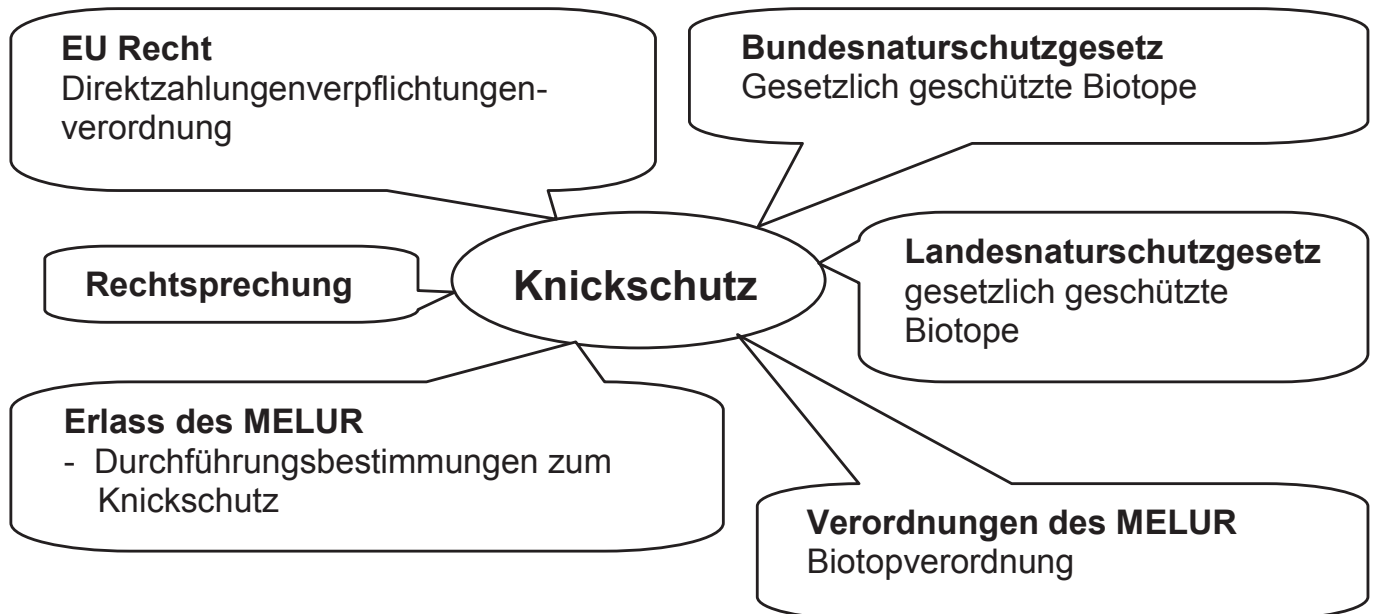 EU Recht
Direktzahlungenverpflichtungen-
verordnung
Bundesnaturschutzgesetz
Gesetzlich geschützte Biotope
Rechtsprechung
Knickschutz
Landesnaturschutzgesetz
gesetzlich geschützte
Biotope
Erlass des MELUR
- Durchführungsbestimmungen zum
Knickschutz
Verordnungen des MELUR
Biotopverordnung